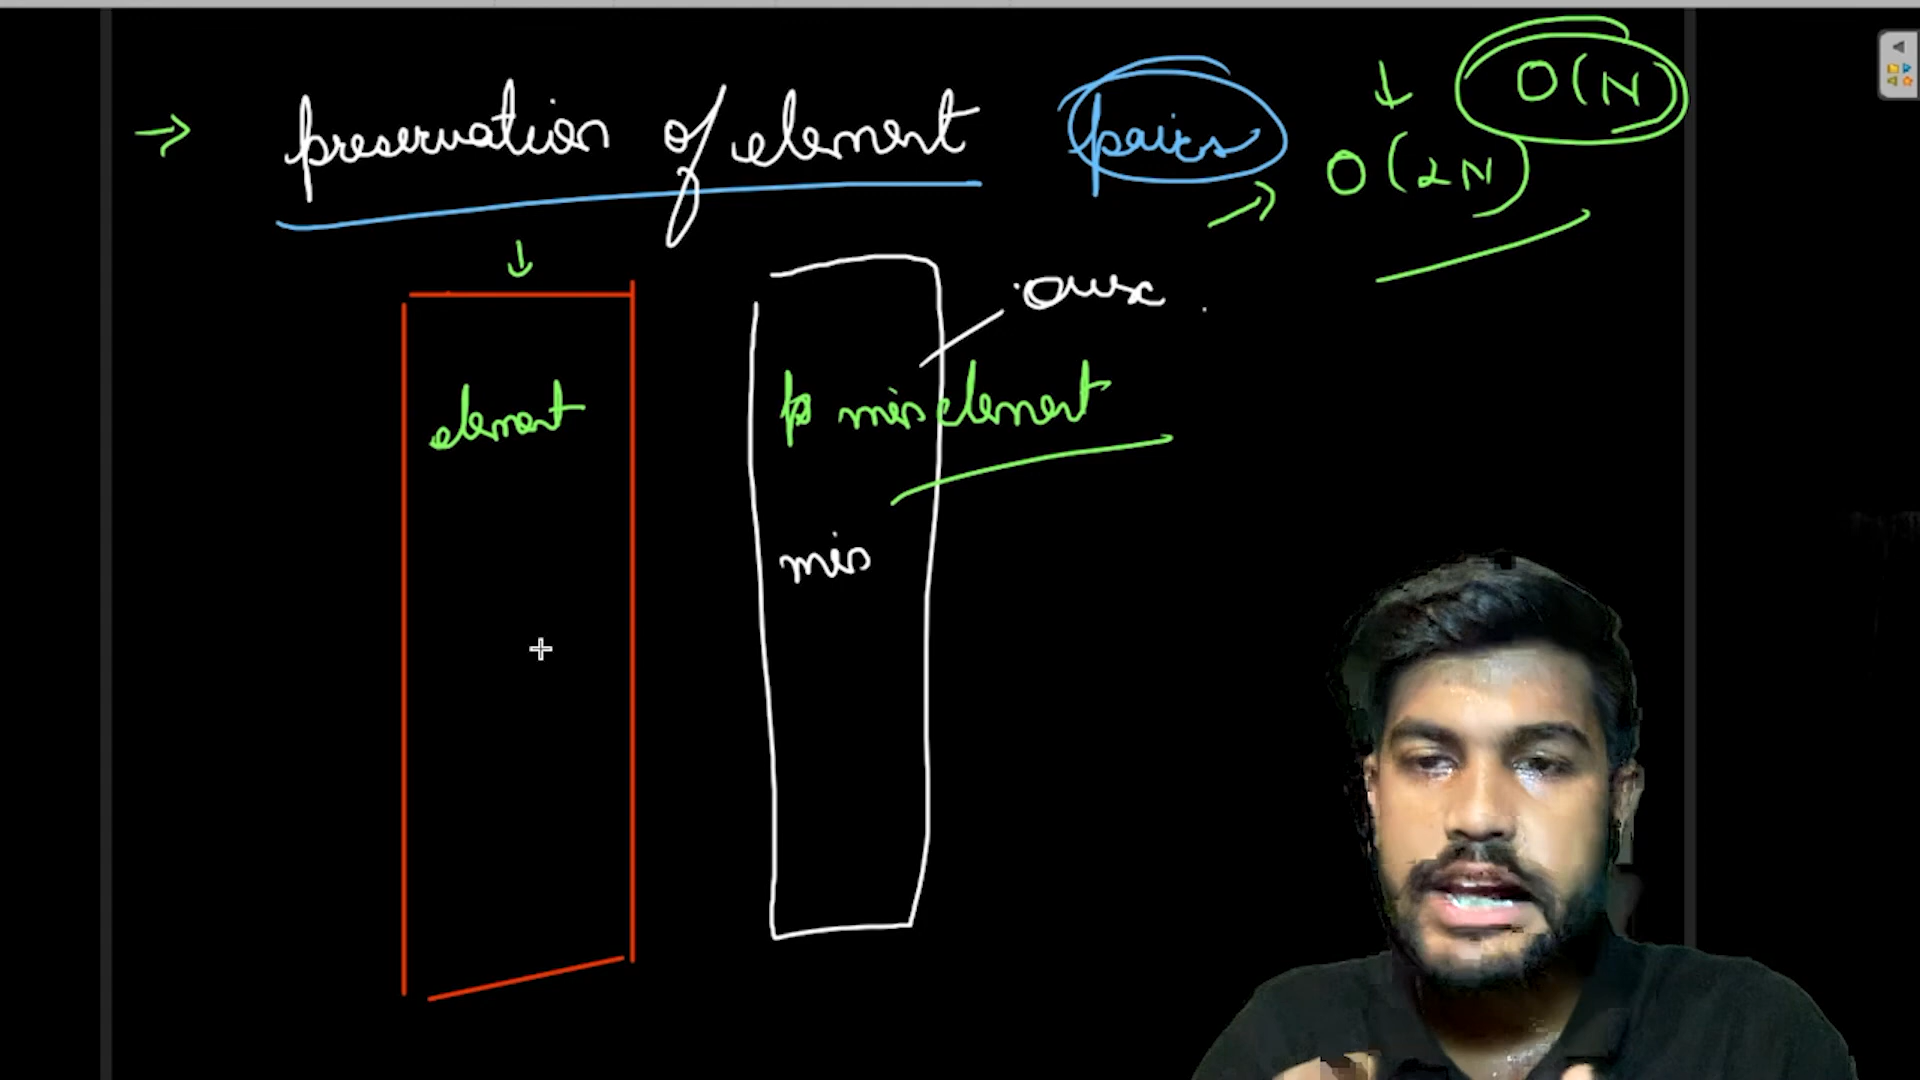 → preservation of element pairs ↓ O(N)
→ O(2N)
↓
aux.
element
p min element
min